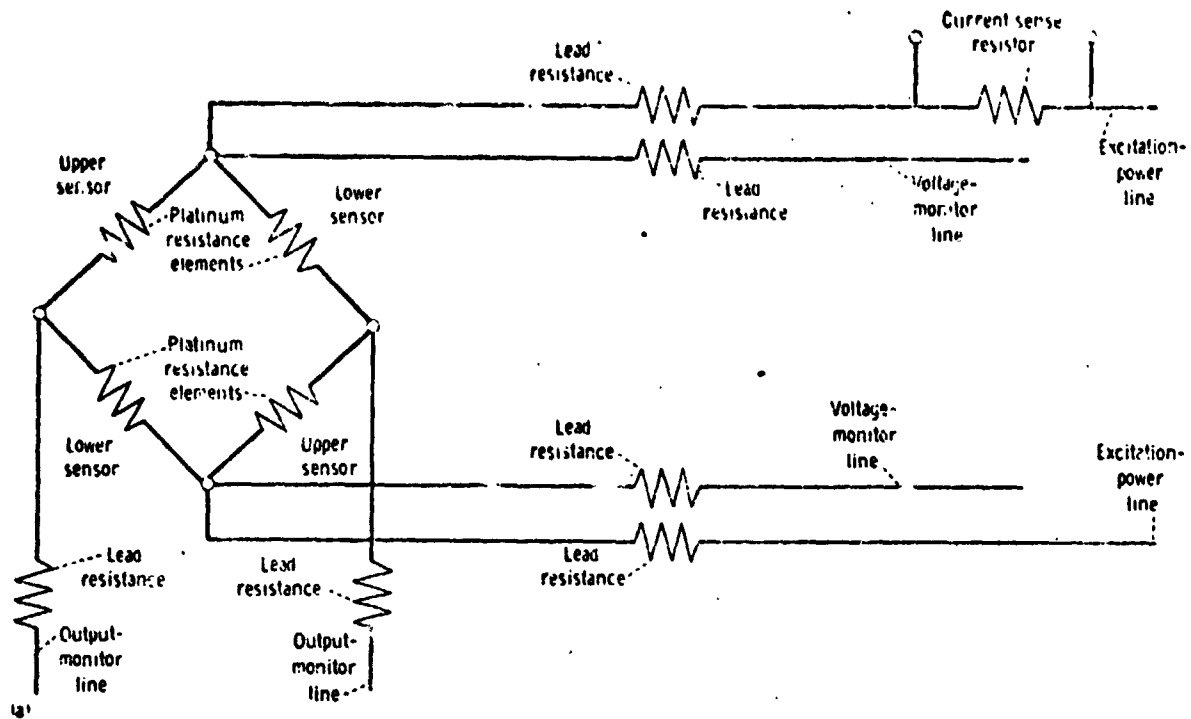 Current sense
resistor
Lead
resistance
Excitation-
power
line
Lead
resistance
Voltage-
monitor
line
Upper
sensor
Platinum
resistance
elements
Lower
sensor
Platinum
resistance
elements
Lower
sensor
Upper
sensor
Lead
resistance
Voltage-
monitor
line
Excitation-
power
line
Lead
resistance
Lead
resistance
Lead
resistance
Output-
monitor
line
Output-
monitor
line
(a)